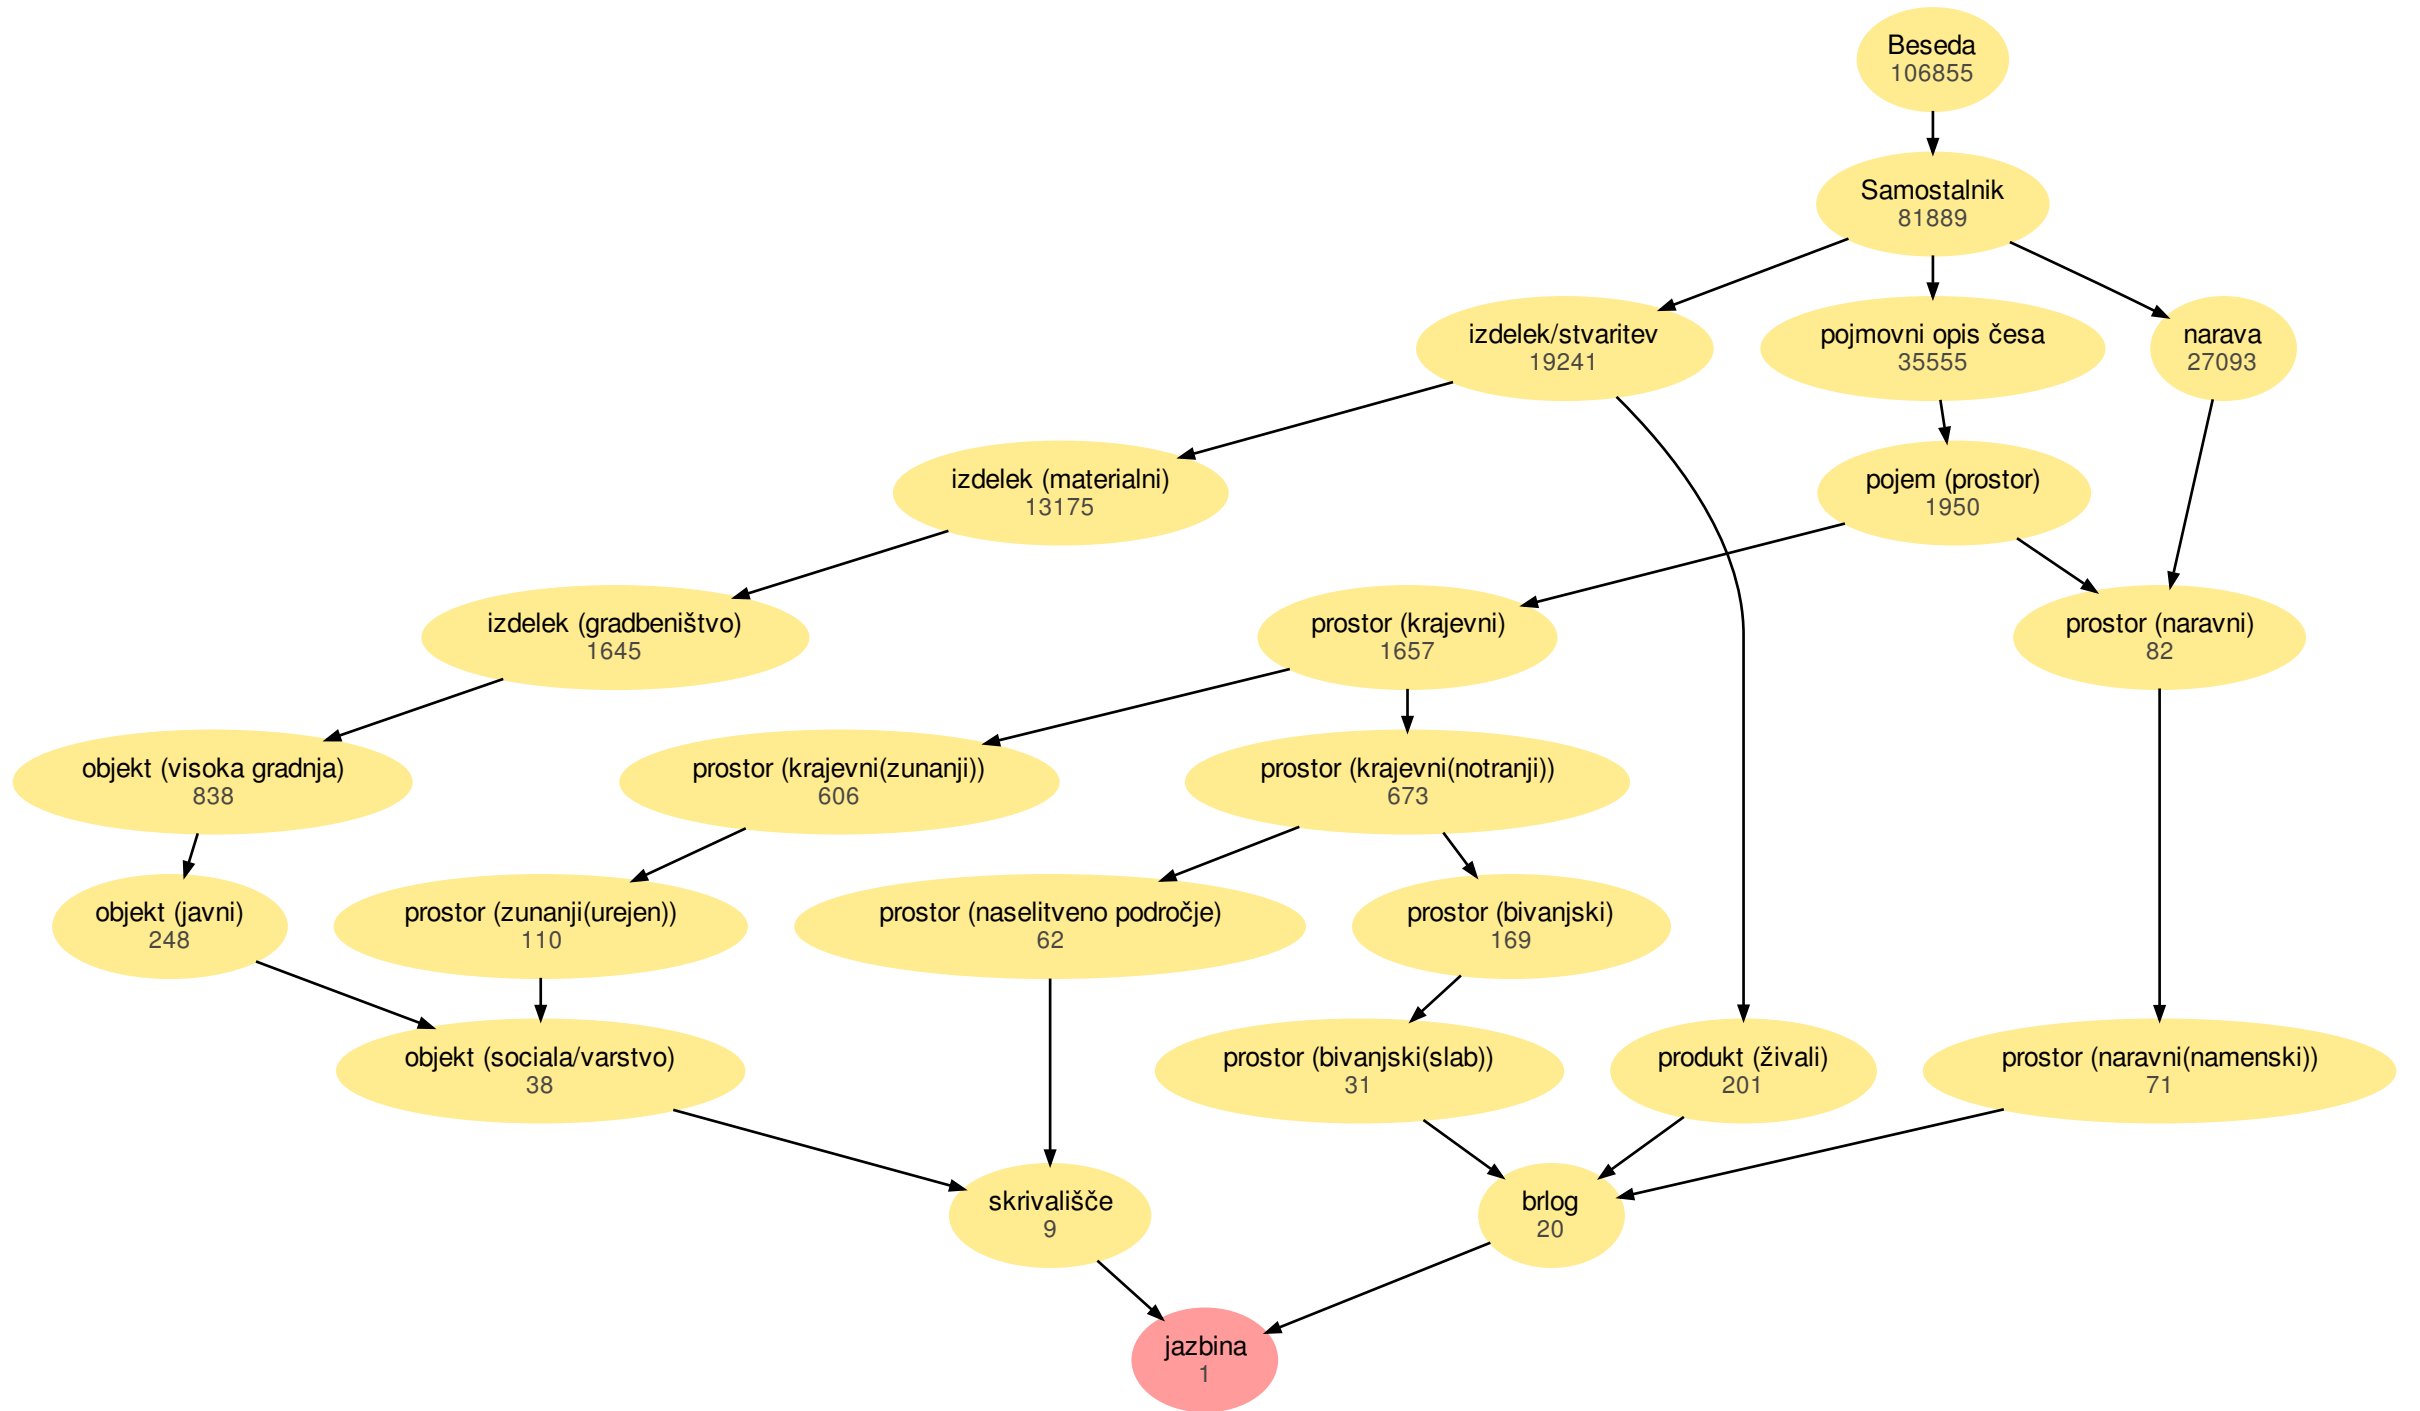 Beseda
106855
Samostalnik
81889
izdelek/stvaritev
19241
pojmovni opis česa
35555
narava
27093
izdelek (materialni)
13175
pojem (prostor)
1950
izdelek (gradbeništvo)
1645
prostor (krajevni)
1657
prostor (naravni)
82
objekt (visoka gradnja)
838
prostor (krajevni(zunanji))
606
prostor (krajevni(notranji))
673
objekt (javni)
248
prostor (zunanji(urejen))
110
prostor (naselitveno področje)
62
prostor (bivanjski)
169
objekt (sociala/varstvo)
38
prostor (bivanjski(slab))
31
produkt (živali)
201
prostor (naravni(namenski))
71
skrivališče
9
brlog
20
jazbina
1